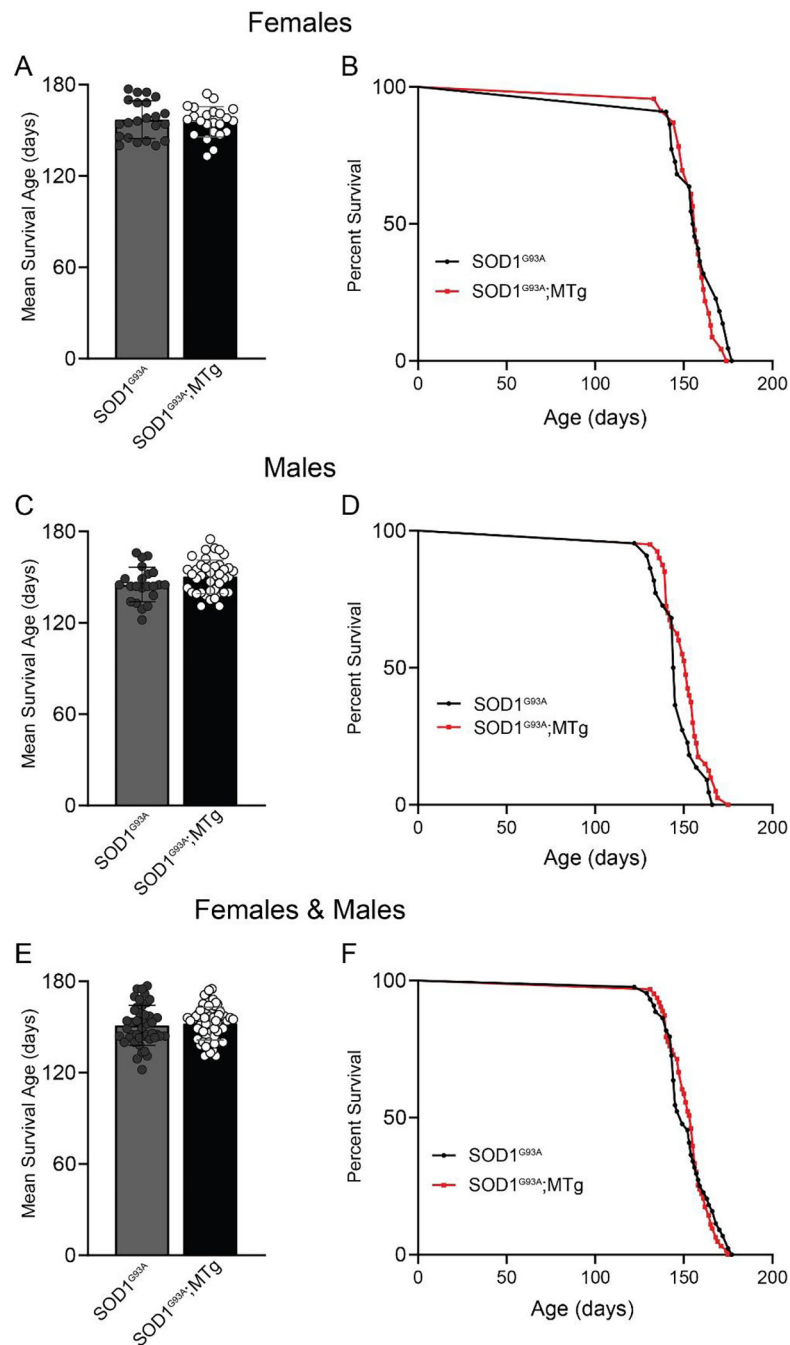 Females
A
Mean Survival Age (days)
180
120
60
0
SOD1G93A
SOD1G93A;MTg
B
Percent Survival
100
50
0
SOD1G93A
SOD1G93A;MTg
0
50
100
150
200
Age (days)
Males
C
Mean Survival Age (days)
180
120
60
0
SOD1G93A
SOD1G93A;MTg
D
Percent Survival
100
50
0
SOD1G93A
SOD1G93A;MTg
0
50
100
150
200
Age (days)
Females & Males
E
Mean Survival Age (days)
180
120
60
0
SOD1G93A
SOD1G93A;MTg
F
Percent Survival
100
50
0
SOD1G93A
SOD1G93A;MTg
0
50
100
150
200
Age (days)